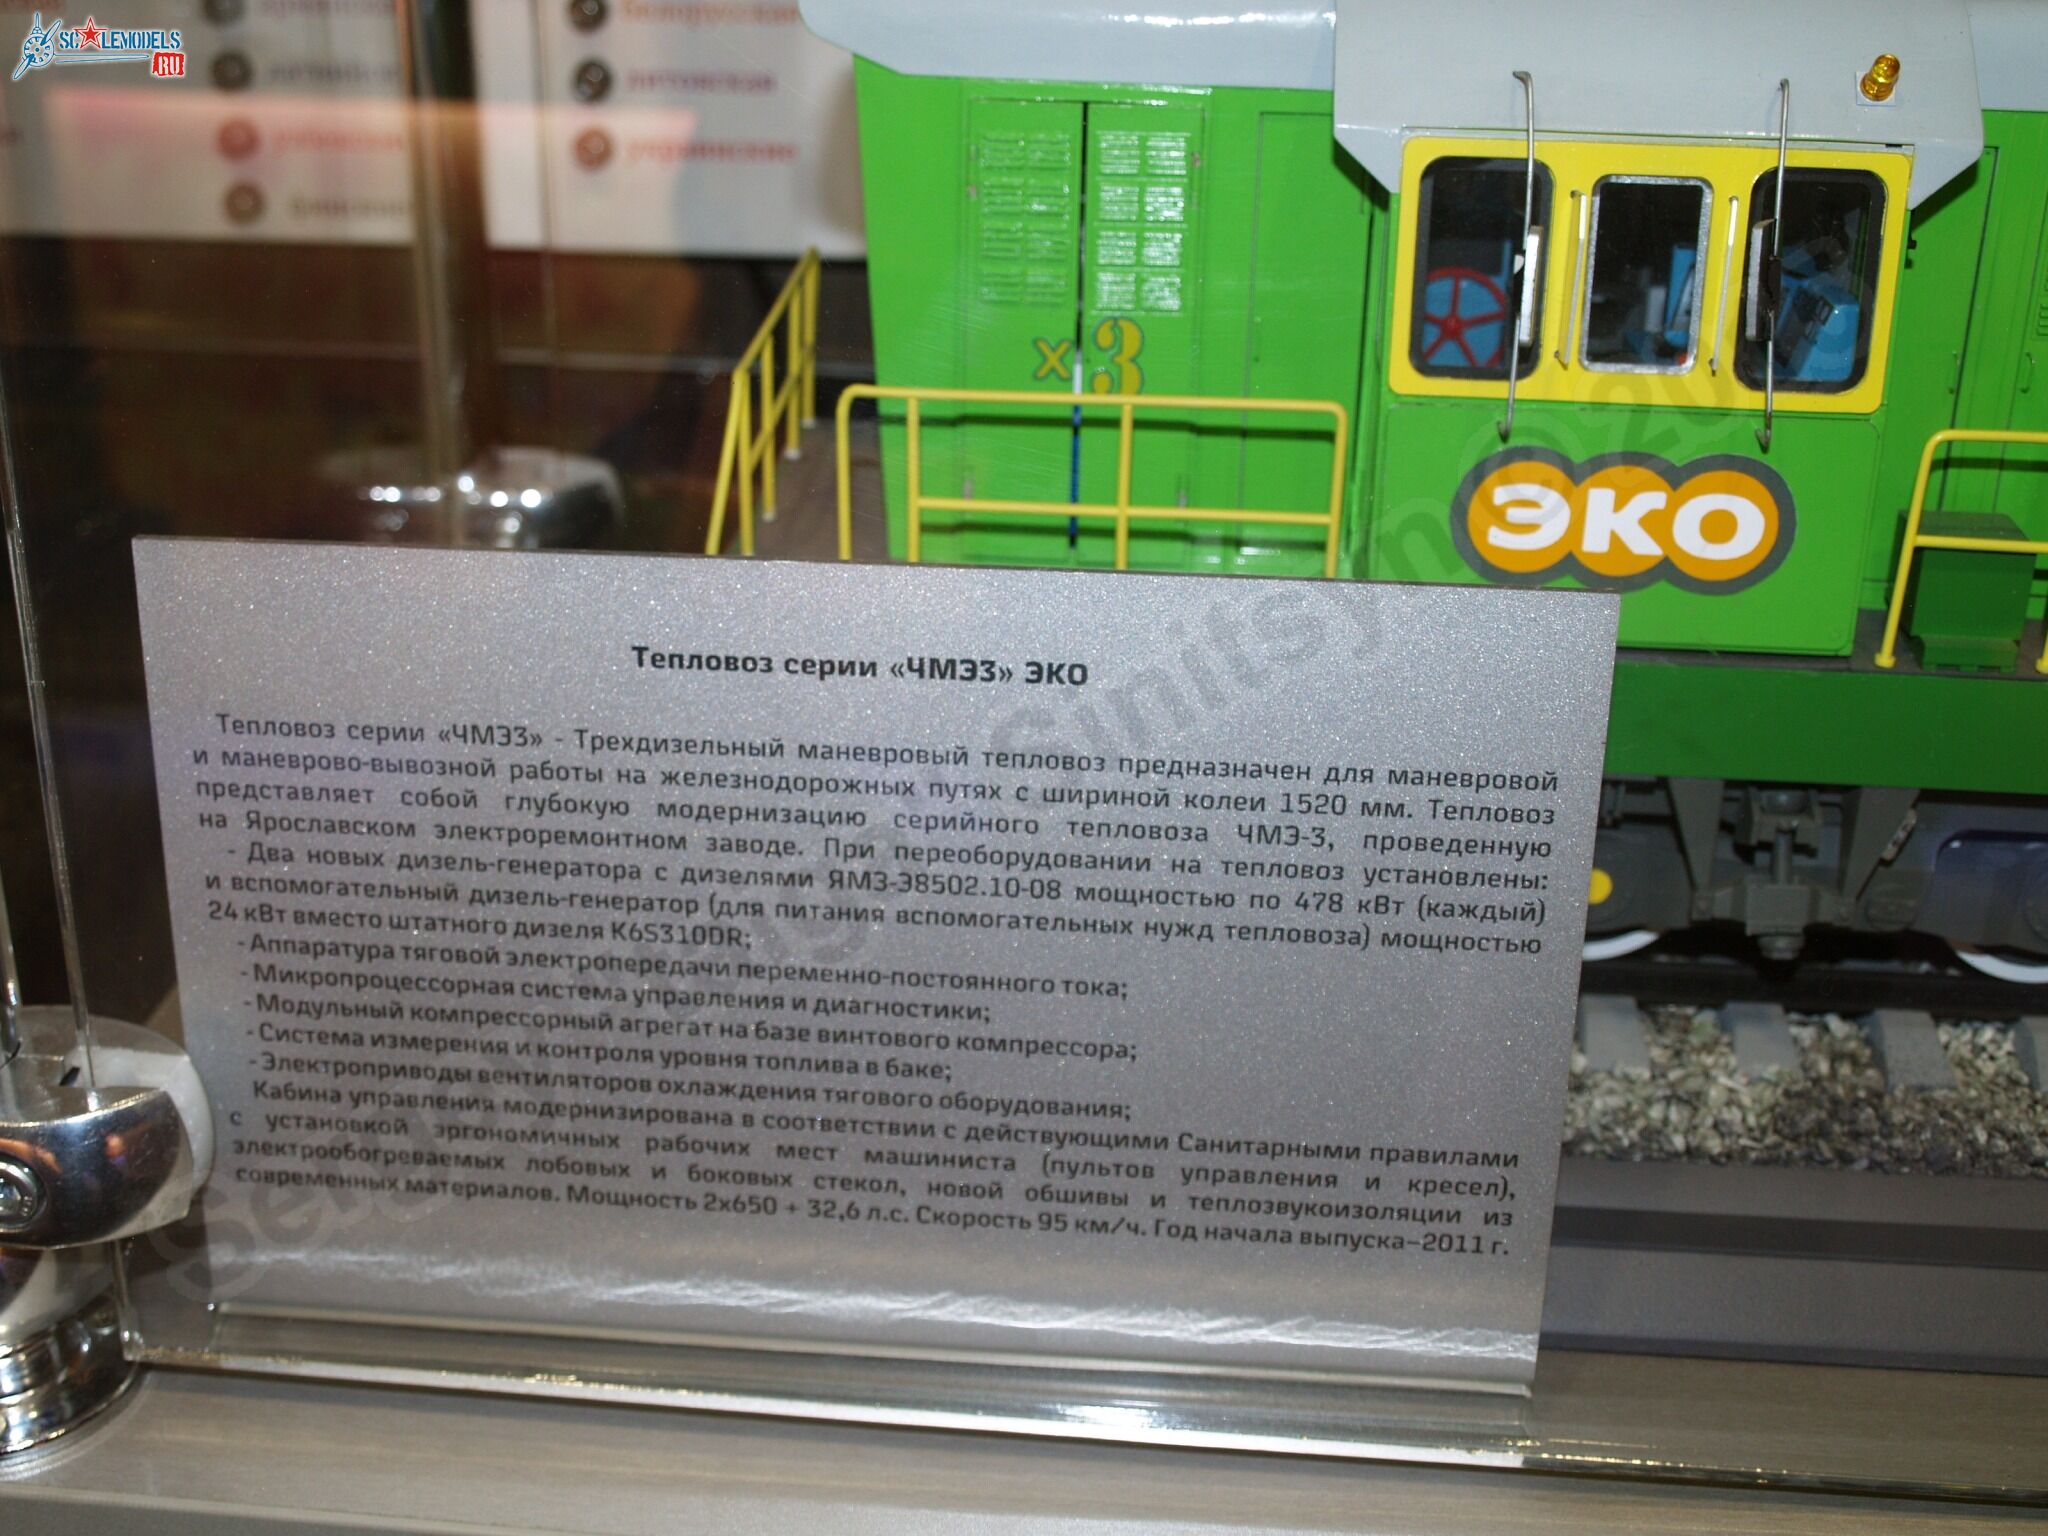 SCALEMODELS
.RU
литовская
украинские
x3
ЭКО
Тепловоз серии «ЧМЭ3» ЭКО
Тепловоз серии «ЧМЭ3» - Трехдизельный маневровый тепловоз предназначен для маневровой
и маневрово-вывозной работы на железнодорожных путях с шириной колеи 1520 мм. Тепловоз
представляет собой глубокую модернизацию серийного тепловоза ЧМЭ-3, проведенную
на Ярославском электроремонтном заводе. При переоборудовании на тепловоз установлены:
- Два новых дизель-генератора с дизелями ЯМЗ-Э8502.10-08 мощностью по 478 кВт (каждый)
и вспомогательный дизель-генератор (для питания вспомогательных нужд тепловоза) мощностью
24 кВт вместо штатного дизеля K6S310DR;
- Аппаратура тяговой электропередачи переменно-постоянного тока;
- Микропроцессорная система управления и диагностики;
- Модульный компрессорный агрегат на базе винтового компрессора;
- Система измерения и контроля уровня топлива в баке;
- Электроприводы вентиляторов охлаждения тягового оборудования;
Кабина управления модернизирована в соответствии с действующими Санитарными правилами
с установкой эргономичных рабочих мест машиниста (пультов управления и кресел),
электрообогреваемых лобовых и боковых стекол, новой обшивы и теплозвукоизоляции из
современных материалов. Мощность 2x650 + 32,6 л.с. Скорость 95 км/ч. Год начала выпуска–2011 г.